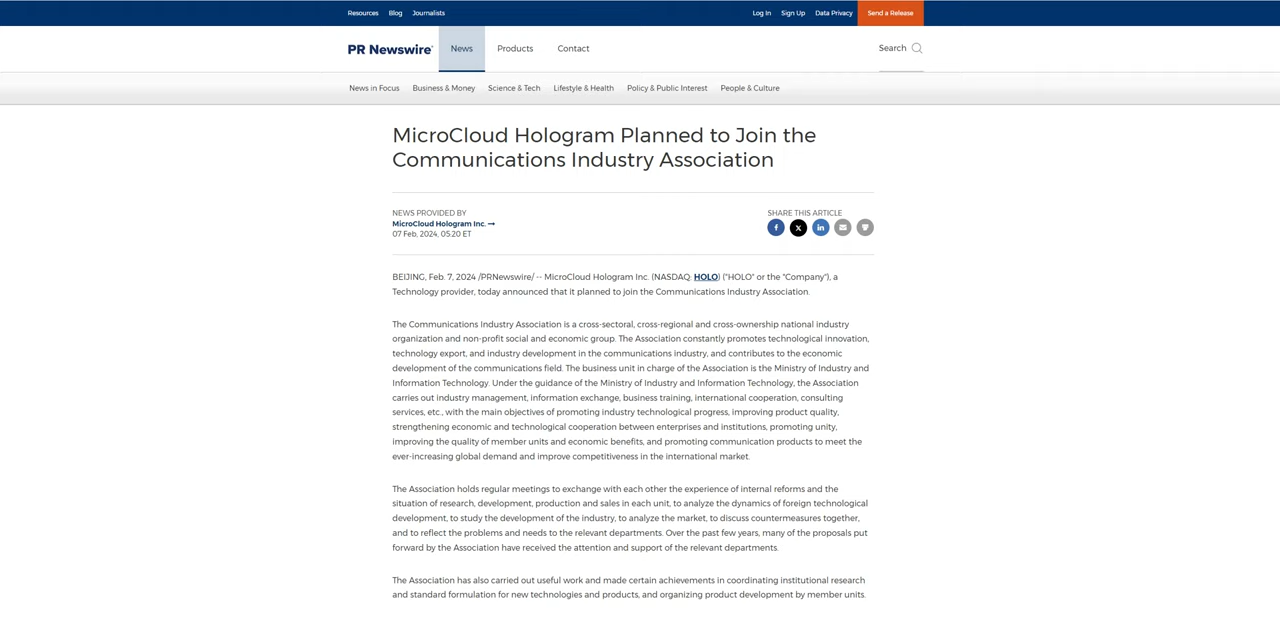 Resources Blog Journalists Log In Sign Up Data Privacy Send a Release
PR Newswire News Products Contact Search
News in Focus Business & Money Science & Tech Lifestyle & Health Policy & Public Interest People & Culture
MicroCloud Hologram Planned to Join the
Communications Industry Association
NEWS PROVIDED BY
MicroCloud Hologram Inc. →
07 Feb, 2024, 05:20 ET
SHARE THIS ARTICLE
BEIJING, Feb. 7, 2024 /PRNewswire/ -- MicroCloud Hologram Inc. (NASDAQ: HOLO) ("HOLO" or the "Company"), a
Technology provider, today announced that it planned to join the Communications Industry Association.
The Communications Industry Association is a cross-sectoral, cross-regional and cross-ownership national industry
organization and non-profit social and economic group. The Association constantly promotes technological innovation,
technology export, and industry development in the communications industry, and contributes to the economic
development of the communications field. The business unit in charge of the Association is the Ministry of Industry and
Information Technology. Under the guidance of the Ministry of Industry and Information Technology, the Association
carries out industry management, information exchange, business training, international cooperation, consulting
services, etc., with the main objectives of promoting industry technological progress, improving product quality,
strengthening economic and technological cooperation between enterprises and institutions, promoting unity,
improving the quality of member units and economic benefits, and promoting communication products to meet the
ever-increasing global demand and improve competitiveness in the international market.
The Association holds regular meetings to exchange with each other the experience of internal reforms and the
situation of research, development, production and sales in each unit, to analyze the dynamics of foreign technological
development, to study the development of the industry, to analyze the market, to discuss countermeasures together,
and to reflect the problems and needs to the relevant departments. Over the past few years, many of the proposals put
forward by the Association have received the attention and support of the relevant departments.
The Association has also carried out useful work and made certain achievements in coordinating institutional research
and standard formulation for new technologies and products, and organizing product development by member units.